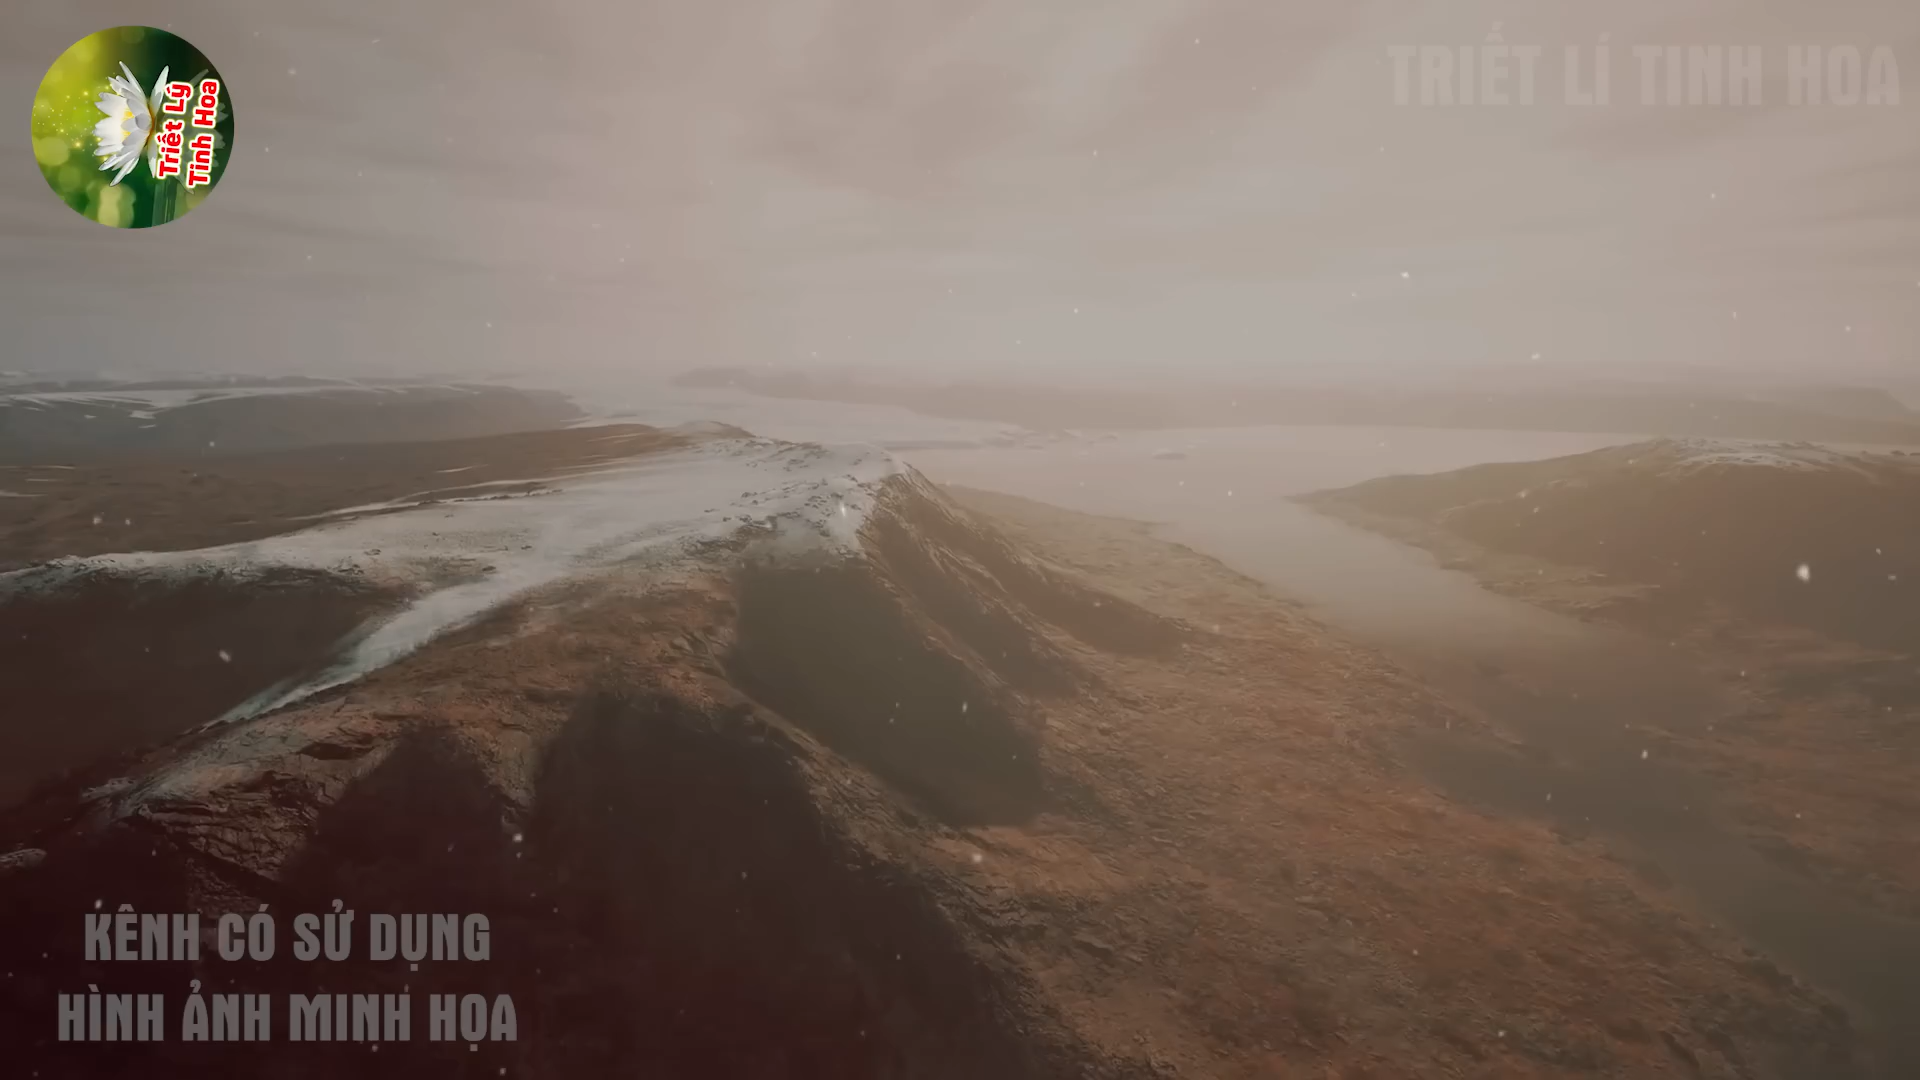 Triết Lý
Tinh Hoa
TRIẾT LÍ TINH HOA
KÊNH CÓ SỬ DỤNG
HÌNH ẢNH MINH HỌA